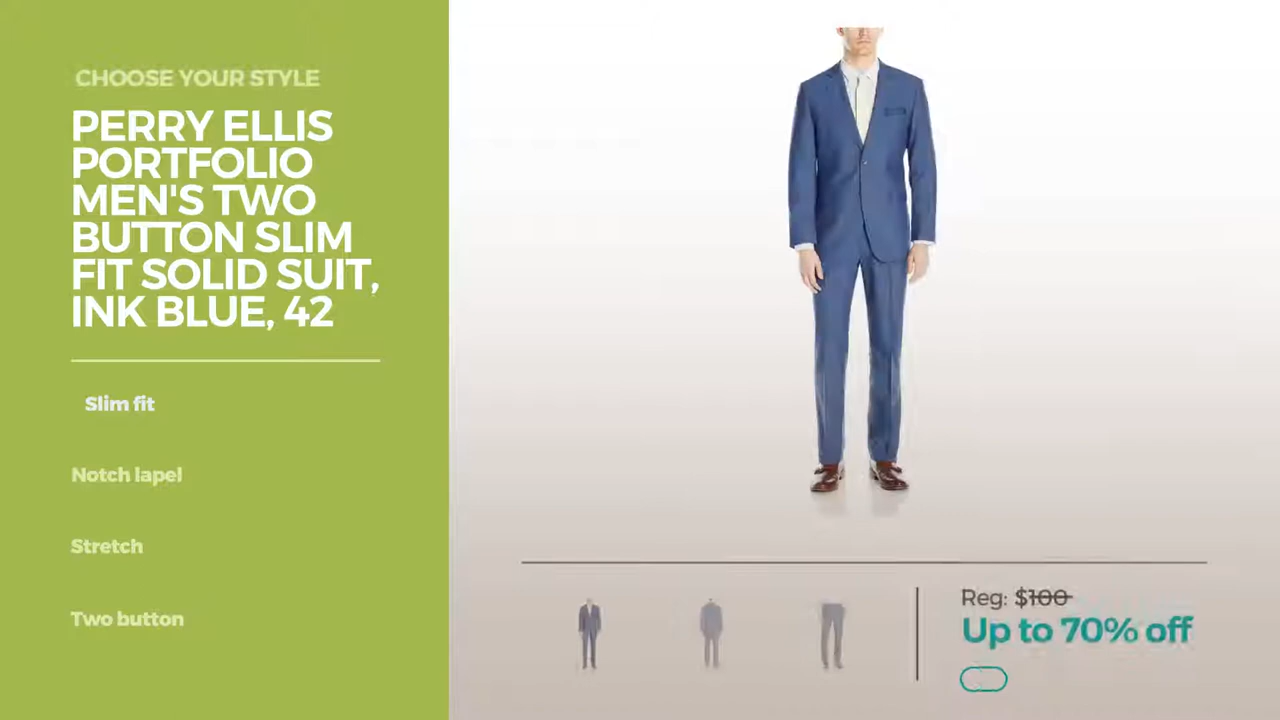 CHOOSE YOUR STYLE
PERRY ELLIS
PORTFOLIO
MEN'S TWO
BUTTON SLIM
FIT SOLID SUIT,
INK BLUE, 42
Slim fit
Notch lapel
Stretch
Two button
Reg: $100
Up to 70% off